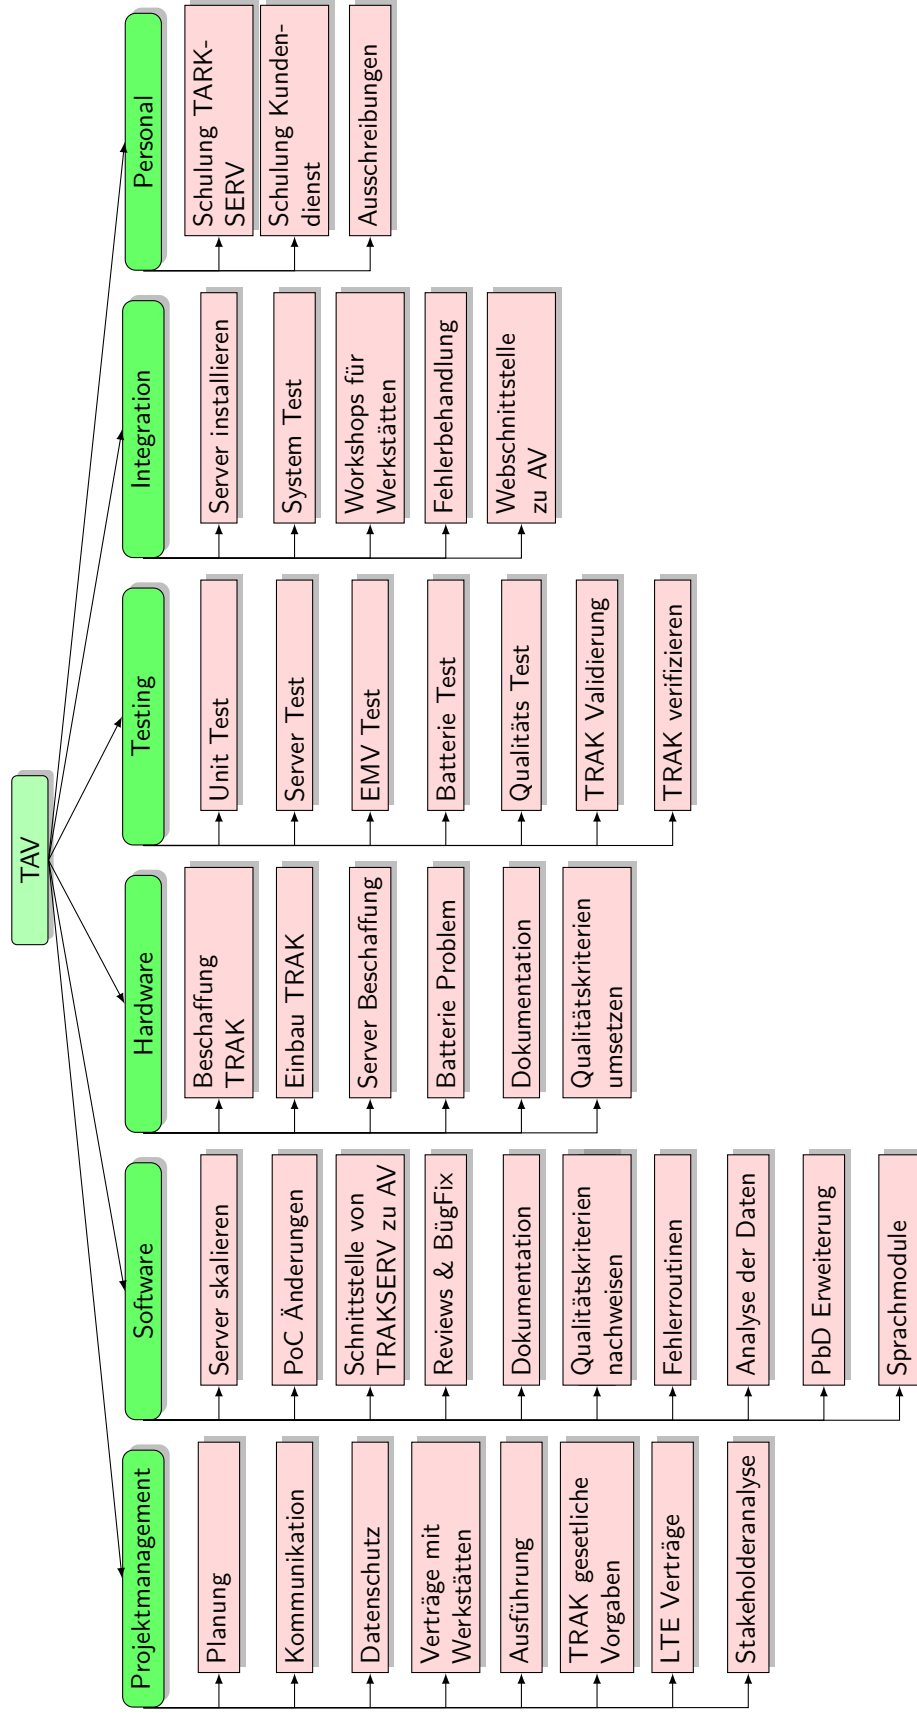 TAV
Projektmanagement
Planung
Kommunikation
Datenschutz
Verträge mit
Werkstätten
Ausführung
TRAK gesetliche
Vorgaben
LTE Verträge
Stakeholderanalyse
Software
Server skalieren
PoC Änderungen
Schnittstelle von
TRAKSERV zu AV
Reviews & BügFix
Dokumentation
Qualitätskriterien
nachweisen
Fehlerroutinen
Analyse der Daten
PbD Erweiterung
Sprachmodule
Hardware
Beschaffung
TRAK
Einbau TRAK
Server Beschaffung
Batterie Problem
Dokumentation
Qualitätskriterien
umsetzen
Testing
Unit Test
Server Test
EMV Test
Batterie Test
Qualitäts Test
TRAK Validierung
TRAK verifizieren
Integration
Server installieren
System Test
Workshops für
Werkstätten
Fehlerbehandlung
Webschnittstelle
zu AV
Personal
Schulung TARK-
SERV
Schulung Kunden-
dienst
Ausschreibungen